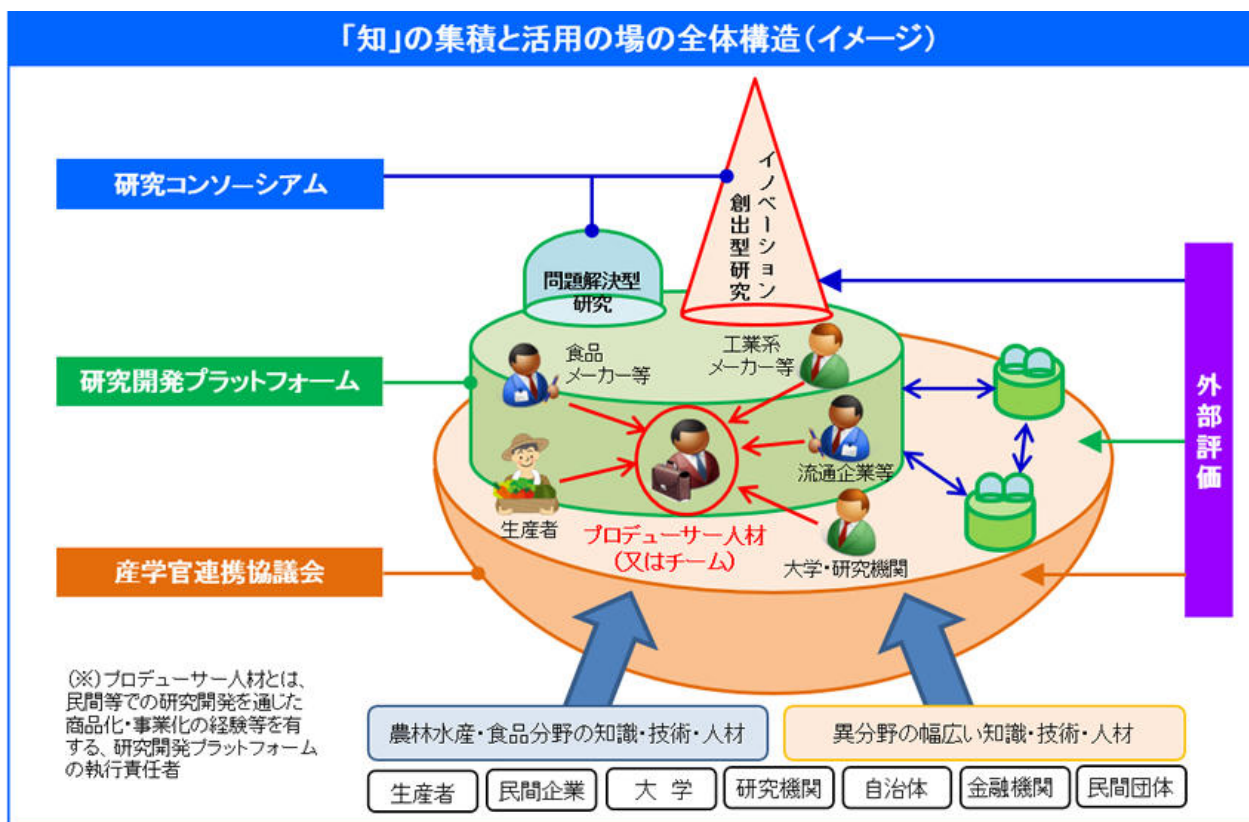 「知」の集積と活用の場の全体構造(イメージ)
研究コンソーシアム
イノベーション
創出型研究
問題解決型
研究
食品
メーカー等
工業系
メーカー等
研究開発プラットフォーム
外部評価
流通企業等
生産者
プロデューサー人材
(又はチーム)
大学・研究機関
産学官連携協議会
(※)プロデューサー人材とは、
民間等での研究開発を通じた
商品化・事業化の経験等を有
する、研究開発プラットフォーム
の執行責任者
農林水産・食品分野の知識・技術・人材
異分野の幅広い知識・技術・人材
生産者
民間企業
大 学
研究機関
自治体
金融機関
民間団体